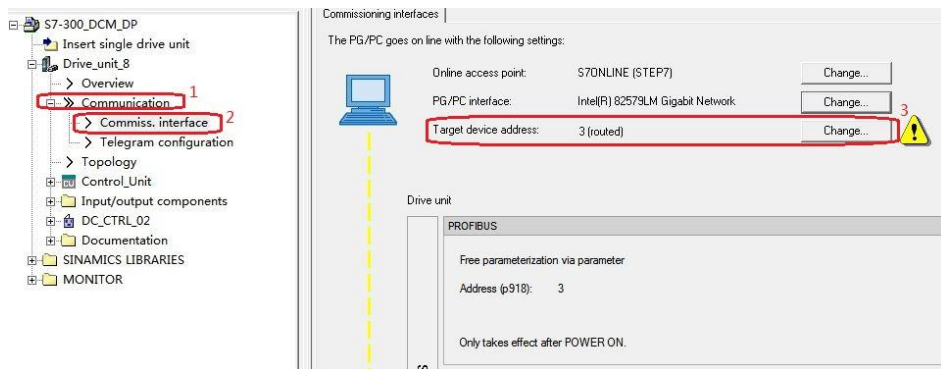 S7-300_DCM_DP
Insert single drive unit
Drive_unit_8
Overview
Communication 1
Commiss. interface 2
Telegram configuration
Topology
Control_Unit
Input/output components
DC_CTRL_02
Documentation
SINAMICS LIBRARIES
MONITOR
Commissioning interfaces
The PG/PC goes on line with the following settings:
Online access point: S7ONLINE (STEP7) Change...
PG/PC interface: Intel(R) 82579LM Gigabit Network Change...
3
Target device address: 3 (routed) Change...
Drive unit
PROFIBUS
Free parameterization via parameter
Address (p918): 3
Only takes effect after POWER ON.